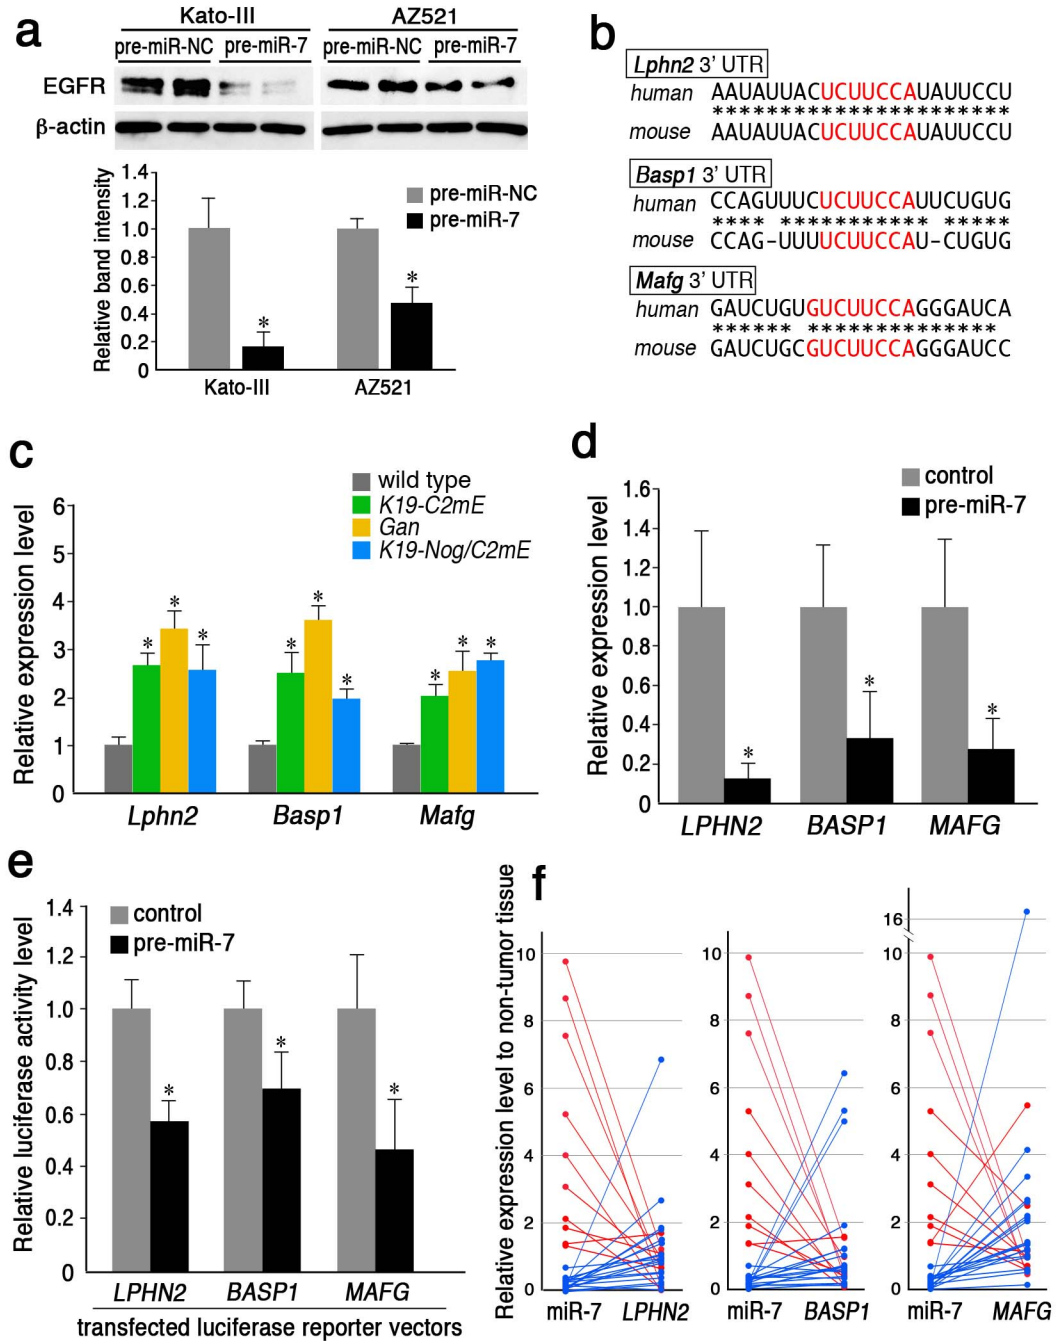 a
Kato-III AZ521
pre-miR-NC pre-miR-7 pre-miR-NC pre-miR-7
EGFR
β-actin
Relative band intensity
1.4
1.2
1.0
0.8
0.6
0.4
0.2
0
pre-miR-NC
pre-miR-7
* *
Kato-III AZ521
b
Lphn2 3' UTR
human AAUAUUACUCUUCCAUAUUCCU
**********************
mouse AAUAUUACUCUUCCAUAUUCCU
Basp1 3' UTR
human CCAGUUUCUCUUCCAUUCUGUG
**** *********** *****
mouse CCAG-UUUUCUUCCAU-CUGUG
Mafg 3' UTR
human GAUCUGUGUCUUCCAGGGAUCA
****** **************
mouse GAUCUGCGUCUUCCAGGGAUCC
c
wild type
K19-C2mE
Gan
K19-Nog/C2mE
Relative expression level
6
5
4
3
2
1
0
* * * * * * * * *
Lphn2 Basp1 Mafg
d
control
pre-miR-7
Relative expression level
1.6
1.4
1.2
1.0
0.8
0.6
0.4
0.2
0
* * *
LPHN2 BASP1 MAFG
e
control
pre-miR-7
Relative luciferase activity level
1.4
1.2
1.0
0.8
0.6
0.4
0.2
0
* * *
LPHN2 BASP1 MAFG
transfected luciferase reporter vectors
f
Relative expression level to non-tumor tissue
10
8
6
4
2
0
miR-7 LPHN2
10
8
6
4
2
0
miR-7 BASP1
16
10
8
6
4
2
0
miR-7 MAFG